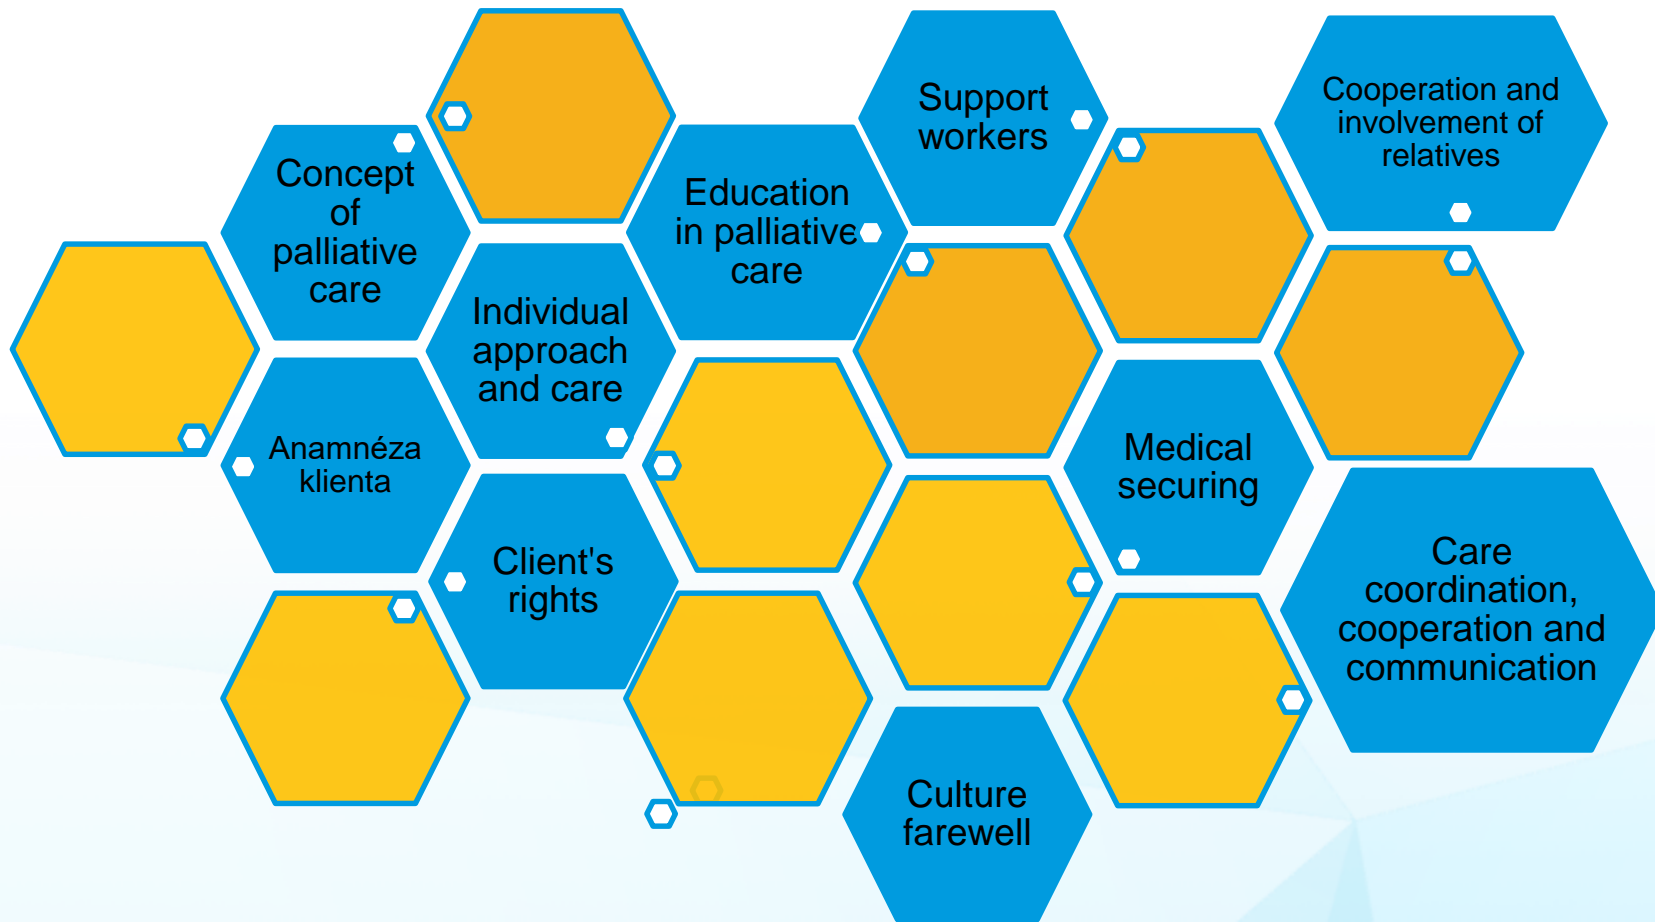 Concept
of
palliative
care
Individual
approach
and care
Anamnéza
klienta
Client's
rights
Education
in palliative
care
Support
workers
Cooperation and
involvement of
relatives
Medical
securing
Care
coordination,
cooperation and
communication
Culture
farewell